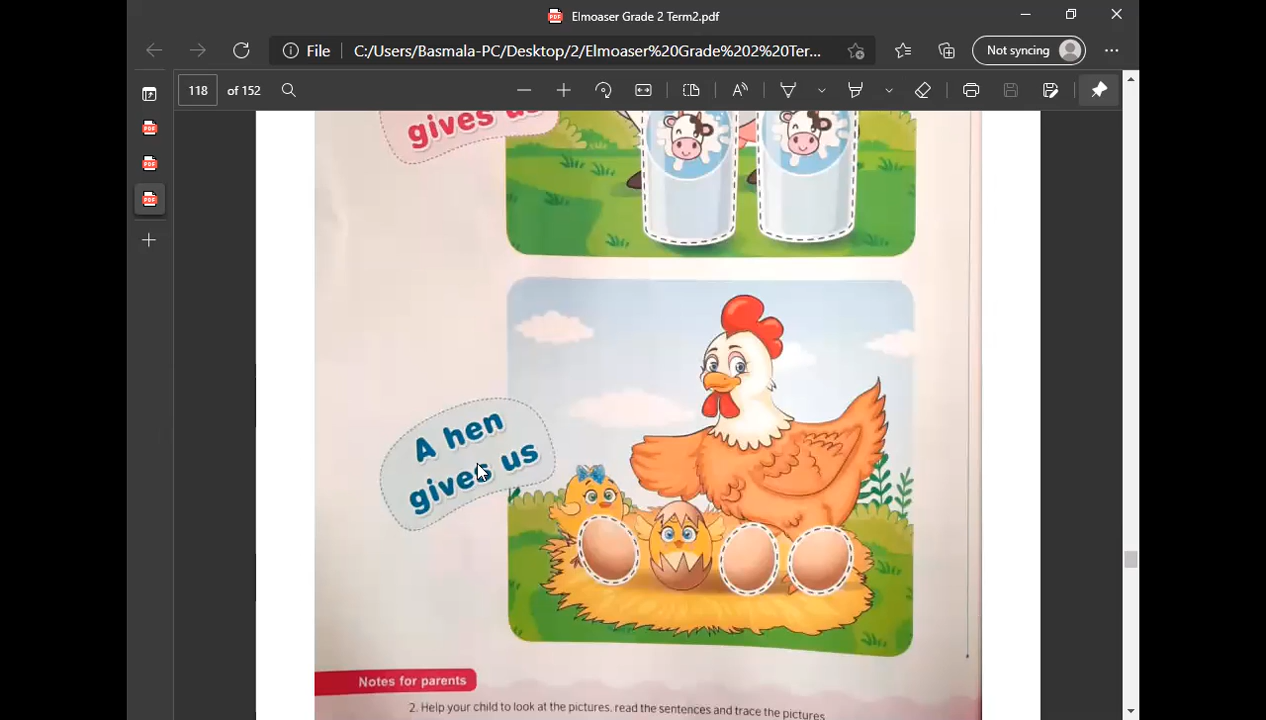 Elmoaser Grade 2 Term2.pdf
File
C:/Users/Basmala-PC/Desktop/2/Elmoaser%20Grade%202%20Ter...
Not syncing
118 of 152
gives us
A hen
gives us
Notes for parents
2. Help your child to look at the pictures, read the sentences and trace the pictures